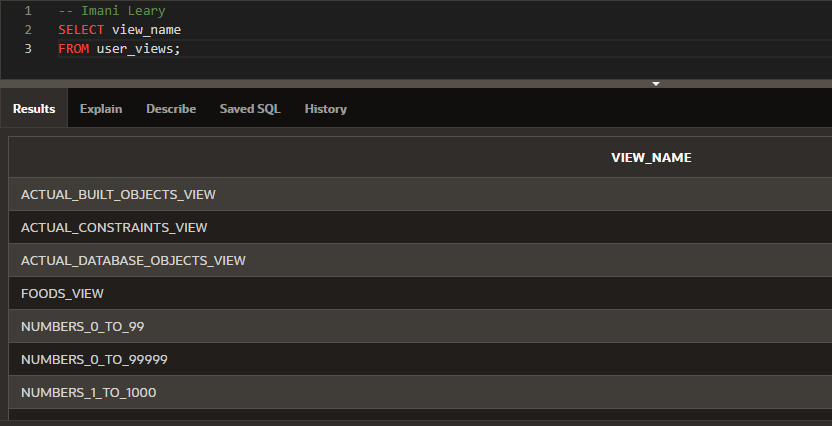 1 -- Imani Leary
2 SELECT view_name
3 FROM user_views;
Results Explain Describe Saved SQL History
VIEW_NAME
ACTUAL_BUILT_OBJECTS_VIEW
ACTUAL_CONSTRAINTS_VIEW
ACTUAL_DATABASE_OBJECTS_VIEW
FOODS_VIEW
NUMBERS_0_TO_99
NUMBERS_0_TO_99999
NUMBERS_1_TO_1000